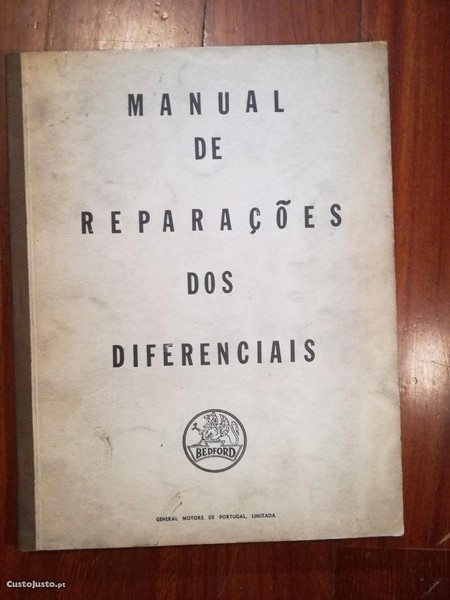 MANUAL
DE
REPARAÇÕES
DOS
DIFERENCIAIS
BEDFORD
GENERAL MOTORS DE PORTUGAL, LIMITADA
CustoJusto.pt